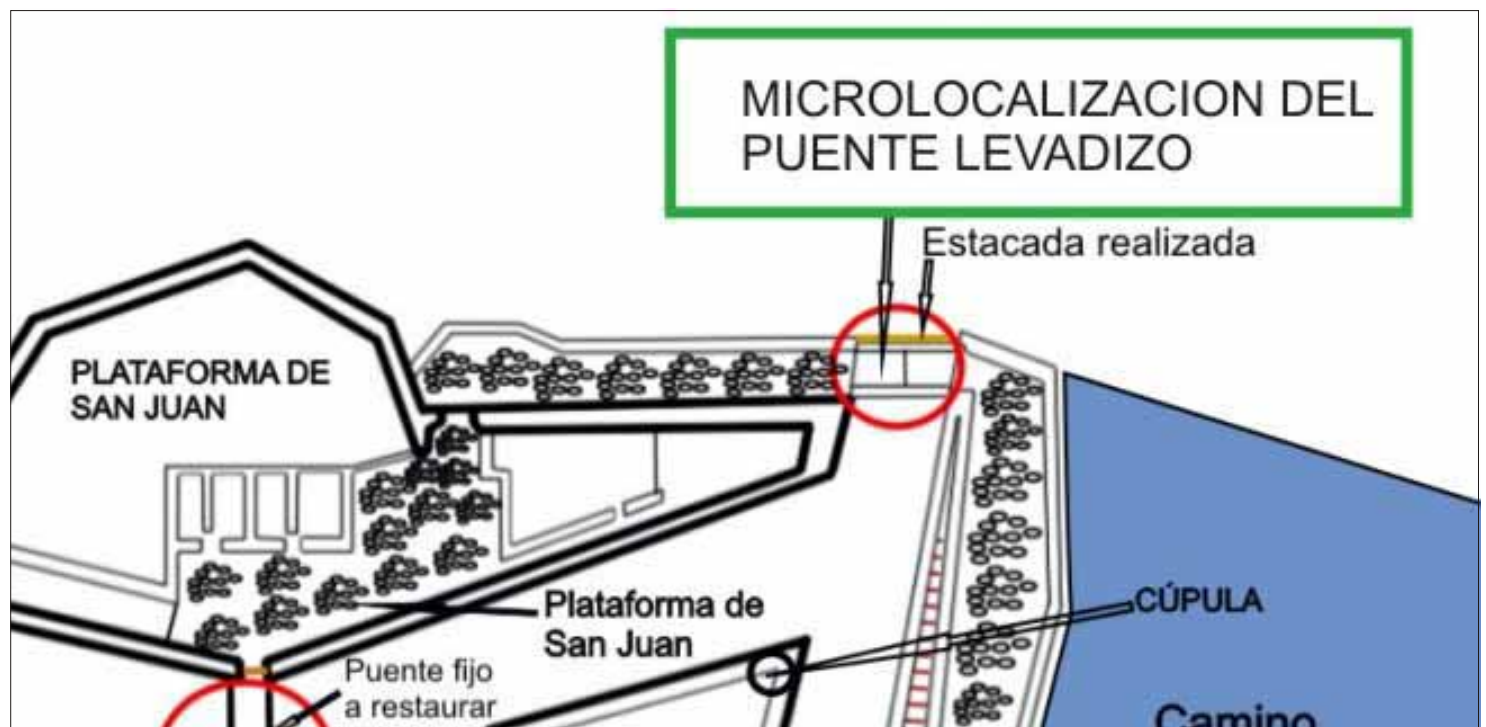 MICROLOCALIZACION DEL
PUENTE LEVADIZO
Estacada realizada
PLATAFORMA DE
SAN JUAN
CÚPULA
Plataforma de
San Juan
Puente fijo
a restaurar
Camino